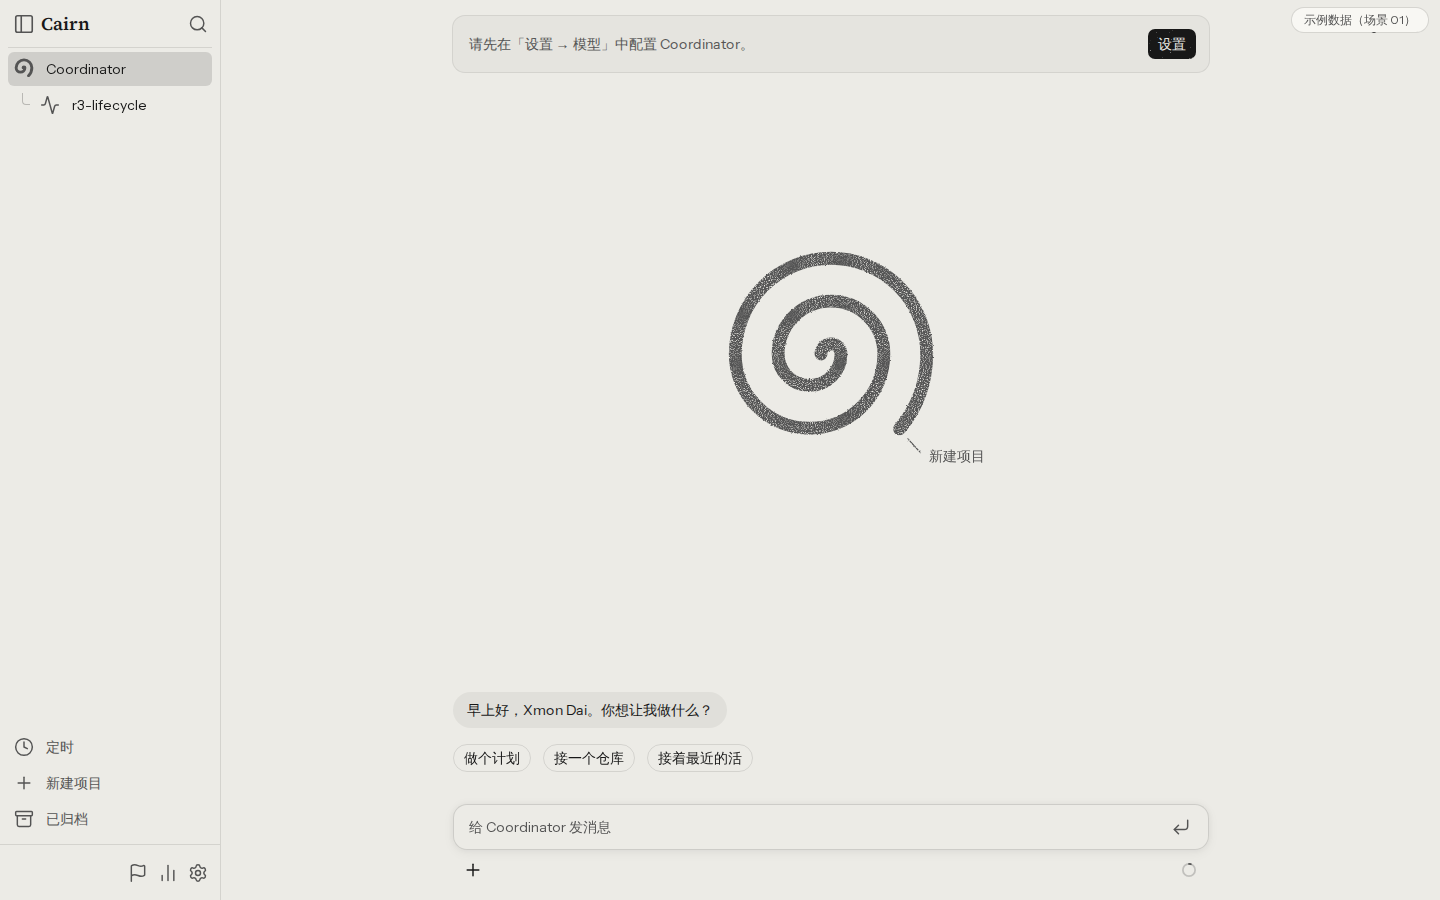 Cairn
Coordinator
r3-lifecycle
定时
新建项目
已归档
请先在「设置 → 模型」中配置 Coordinator。
设置
示例数据（场景 01）
新建项目
早上好，Xmon Dai。你想让我做什么？
做个计划
接一个仓库
接着最近的活
给 Coordinator 发消息